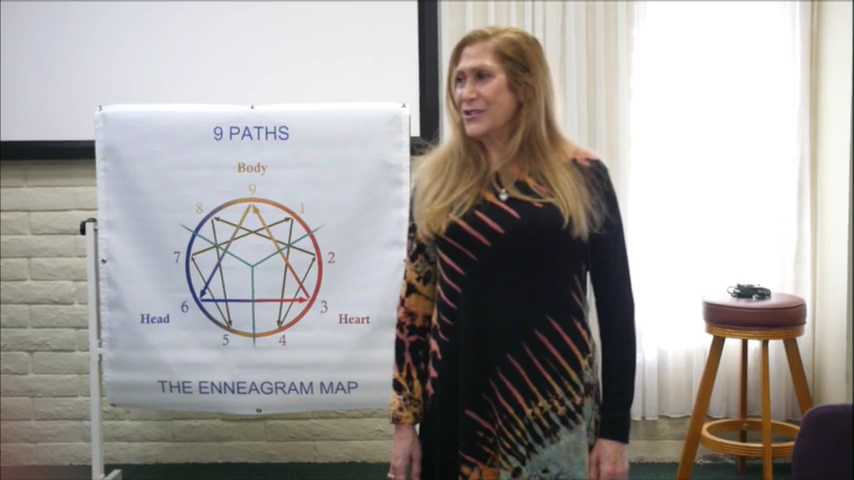 9 PATHS
Body
9
8 1
7 2
6 3
Head Heart
5 4
THE ENNEAGRAM MAP